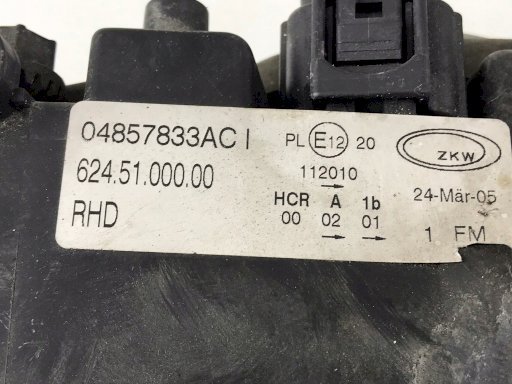 04857833AC I
624.51.000.00
RHD
PL E12 20
112010
→
HCR A 1b
00 02 01
→ →
ZKW
24-Mär-05
1 FM